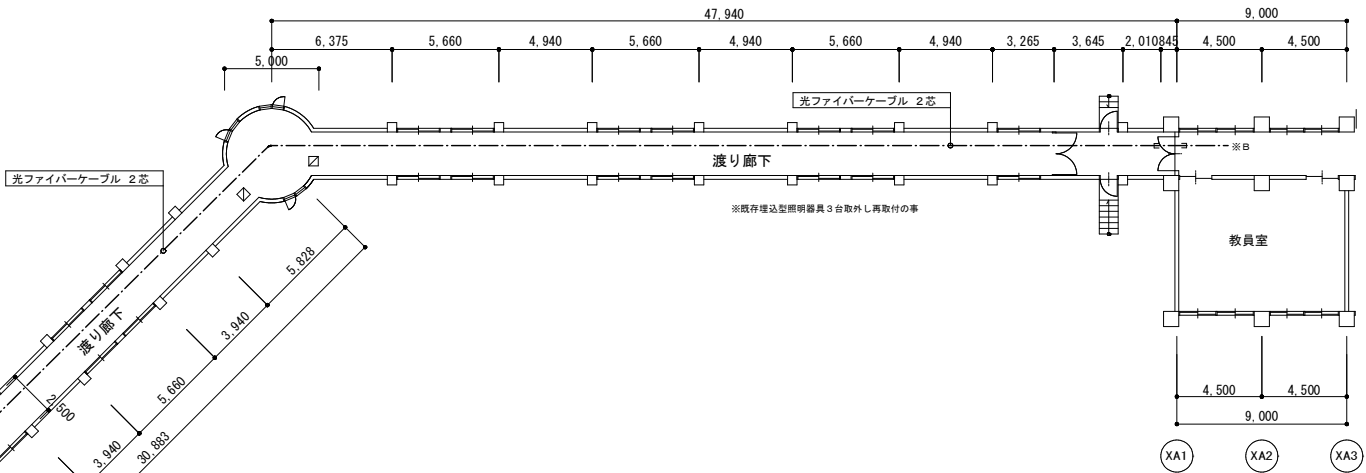 47,940
9,000
6,375
5,660
4,940
5,660
4,940
5,660
4,940
3,265
3,645
2,010
845
4,500
4,500
5,000
光ファイバーケーブル 2芯
※B
渡り廊下
光ファイバーケーブル 2芯
※既存埋込型照明器具3台取外し再取付の事
教員室
5,828
3,940
渡り廊下
5,660
2,500
3,940
30,883
4,500
4,500
9,000
XA1
XA2
XA3